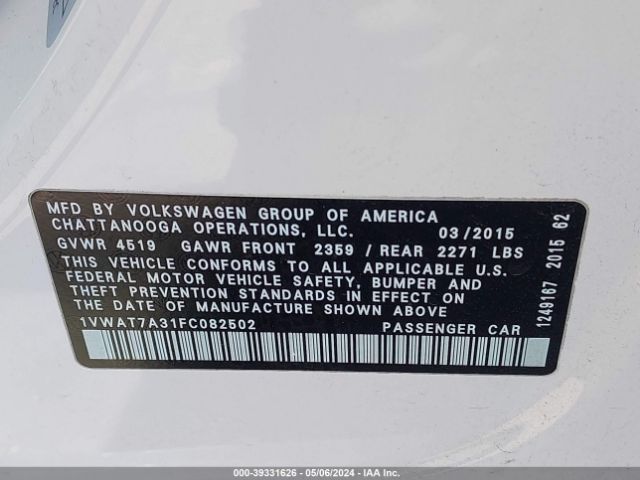 MFD BY VOLKSWAGEN GROUP OF AMERICA
CHATTANOOGA OPERATIONS, LLC. 03/2015
GVWR 4519 GAWR FRONT 2359 / REAR 2271 LBS
THIS VEHICLE CONFORMS TO ALL APPLICABLE U.S.
FEDERAL MOTOR VEHICLE SAFETY, BUMPER AND
THEFT PREVENTION STANDARDS IN EFFECT ON
THE DATE OF MANUFACTURE SHOWN ABOVE
1VWAT7A31FC082502 PASSENGER CAR
1249167 2015 62
000-39331626 - 05/06/2024 - IAAI.COM